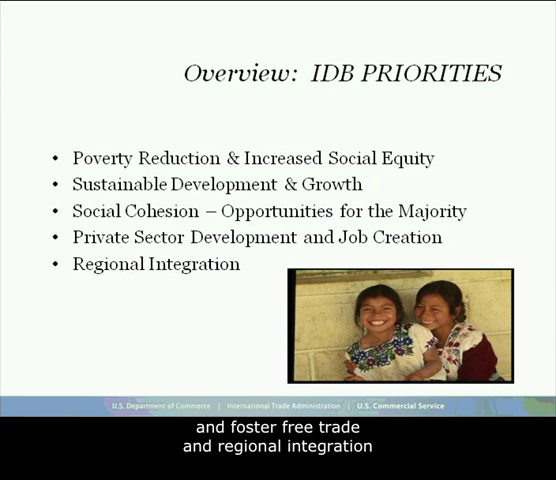 Overview: IDB PRIORITIES
• Poverty Reduction & Increased Social Equity
• Sustainable Development & Growth
• Social Cohesion – Opportunities for the Majority
• Private Sector Development and Job Creation
• Regional Integration
U.S. Department of Commerce | International Trade Administration | U.S. Commercial Service
and foster free trade
and regional integration